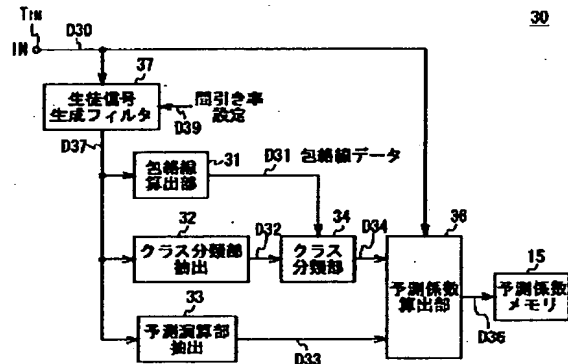 30
TIN
IN
D30
37
生徒信号
生成フィルタ
間引き率
設定
D39
D37
31
包絡線
算出部
D31 包絡線データ
32
クラス分類部
抽出
D32
34
クラス
分類部
D34
36
予測係数
算出部
15
予測係数
メモリ
D36
33
予測演算部
抽出
D33